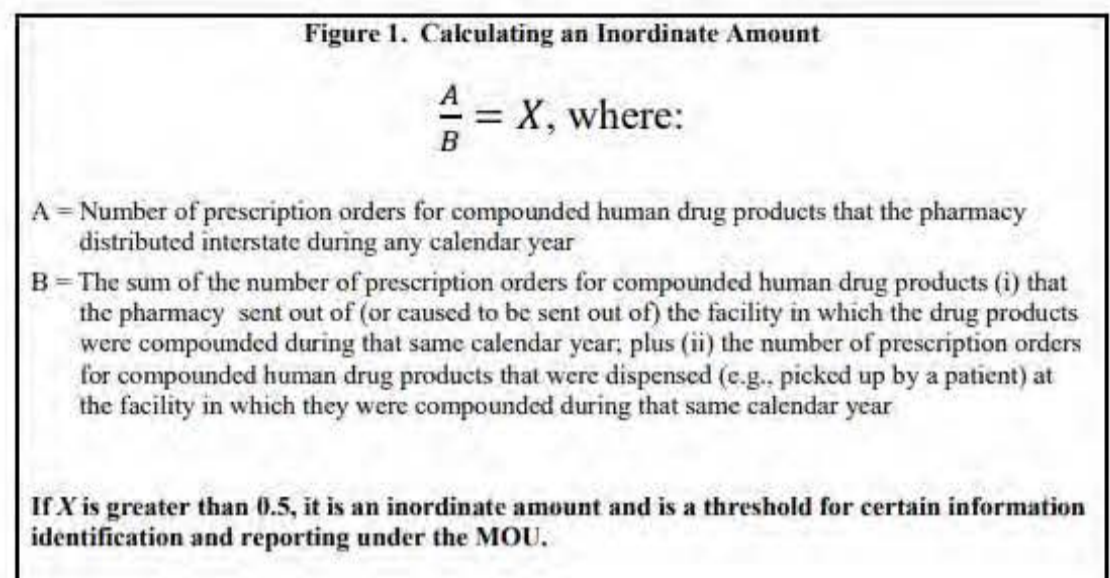 Figure 1. Calculating an Inordinate Amount
A
B
= X, where:
A = Number of prescription orders for compounded human drug products that the pharmacy
distributed interstate during any calendar year
B = The sum of the number of prescription orders for compounded human drug products (i) that
the pharmacy sent out of (or caused to be sent out of) the facility in which the drug products
were compounded during that same calendar year; plus (ii) the number of prescription orders
for compounded human drug products that were dispensed (e.g., picked up by a patient) at
the facility in which they were compounded during that same calendar year
If X is greater than 0.5, it is an inordinate amount and is a threshold for certain information
identification and reporting under the MOU.